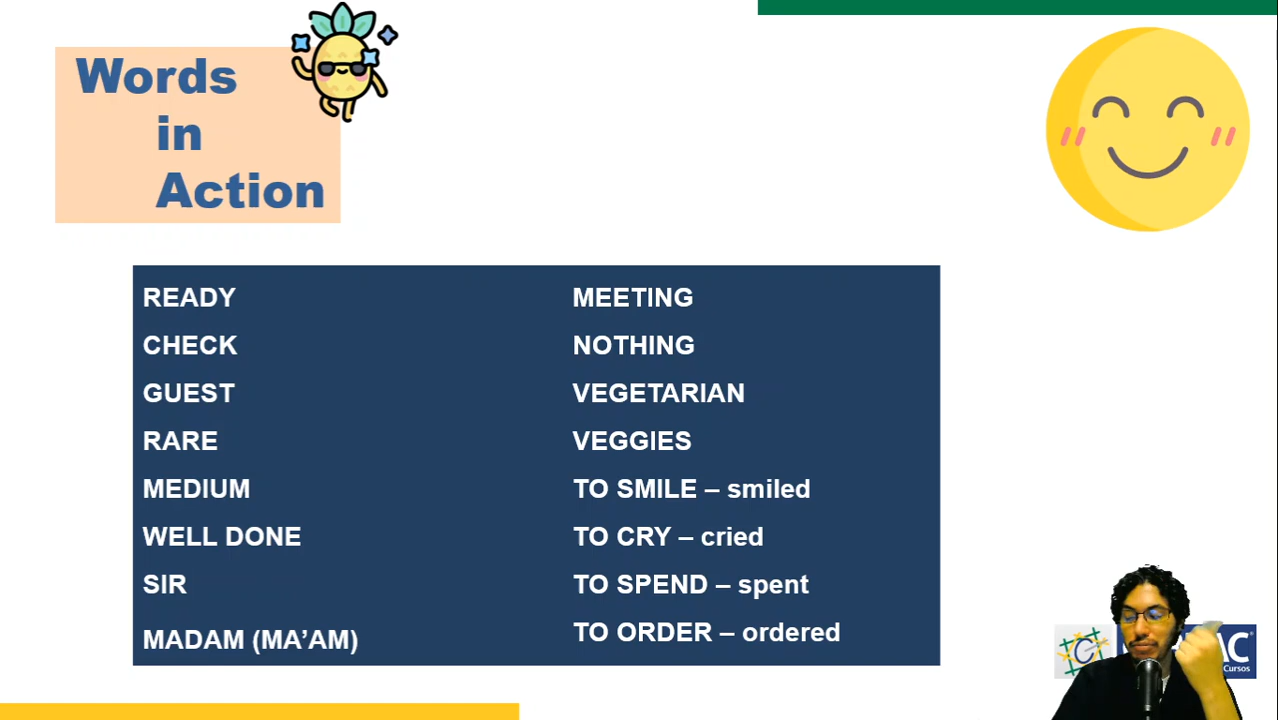 Words
in
Action
READY
CHECK
GUEST
RARE
MEDIUM
WELL DONE
SIR
MADAM (MA’AM)
MEETING
NOTHING
VEGETARIAN
VEGGIES
TO SMILE – smiled
TO CRY – cried
TO SPEND – spent
TO ORDER – ordered
C
Cursos